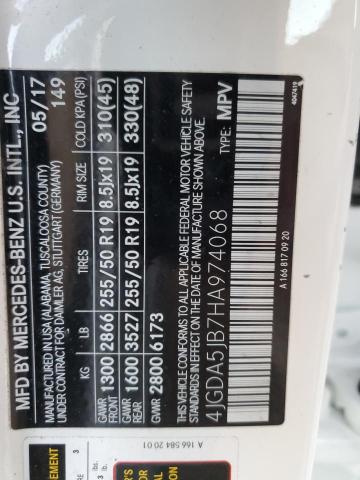 MFD BY MERCEDES-BENZ U.S. INTL., INC
MANUFACTURED IN USA (ALABAMA, TUSCALOOSA COUNTY)
UNDER CONTRACT FOR DAIMLER AG, STUTTGART (GERMANY)
05/17
149
KG LB TIRES RIM SIZE COLD KPA (PSI)
GAWR FRONT 1300 2866 255/50 R19 8.5Jx19 310(45)
GAWR REAR 1600 3527 255/50 R19 8.5Jx19 330(48)
GVWR 2800/6173
THIS VEHICLE CONFORMS TO ALL APPLICABLE FEDERAL MOTOR VEHICLE SAFETY
STANDARDS IN EFFECT ON THE DATE OF MANUFACTURE SHOWN ABOVE.
4JGDA5JB7HA974068
TYPE: MPV
A 166 817 09 20
4047419
A 166 584 20 01
EMENT
3
3 lbs.